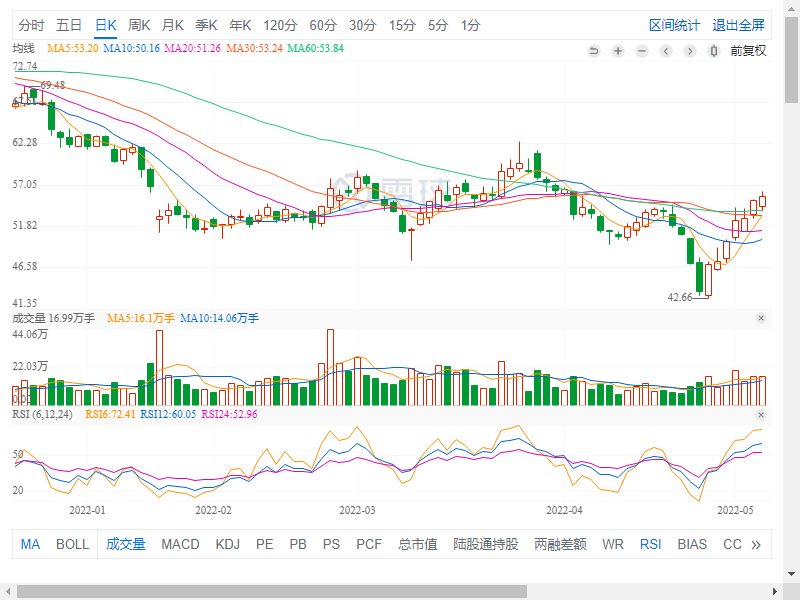 分时 五日 日K 周K 月K 季K 年K 120分 60分 30分 15分 5分 1分 区间统计 退出全屏
均线 MA5:53.20 MA10:50.16 MA20:51.26 MA30:53.24 MA60:53.84 前复权
72.74
69.48
67.51
62.28
57.05
雪球
51.82
46.58
42.66
41.35
成交量 16.99万手 MA5:16.1万手 MA10:14.06万手
44.06万
22.03万
0.00
RSI (6,12,24) RSI6:72.41 RSI12:60.05 RSI24:52.96
50
20
2022-01 2022-02 2022-03 2022-04 2022-05
MA BOLL 成交量 MACD KDJ PE PB PS PCF 总市值 陆股通持股 两融差额 WR RSI BIAS CC »